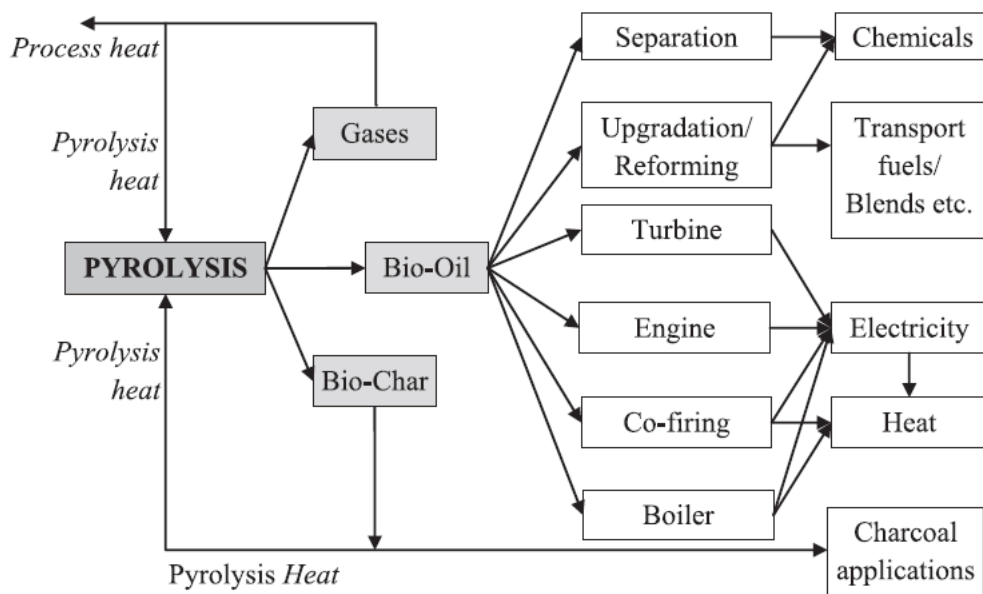 Process heat
Pyrolysis
heat
Gases
PYROLYSIS
Bio-Oil
Pyrolysis
heat
Bio-Char
Pyrolysis Heat
Separation
Upgradation/
Reforming
Turbine
Engine
Co-firing
Boiler
Chemicals
Transport
fuels/
Blends etc.
Electricity
Heat
Charcoal
applications